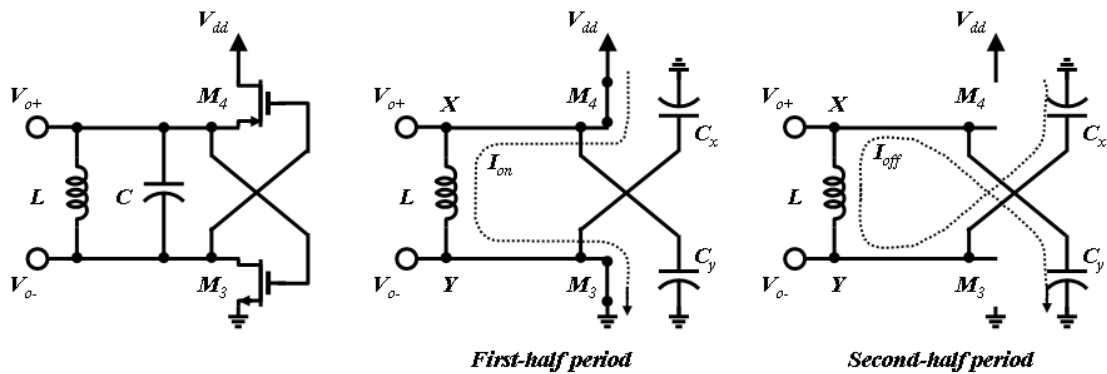 V_dd
V_o+
M_4
L
C
V_o-
M_3
V_dd
V_o+
X
M_4
C_x
I_on
L
C_y
V_o-
Y
M_3
First-half period
V_dd
V_o+
X
M_4
C_x
I_off
L
C_y
V_o-
Y
M_3
Second-half period